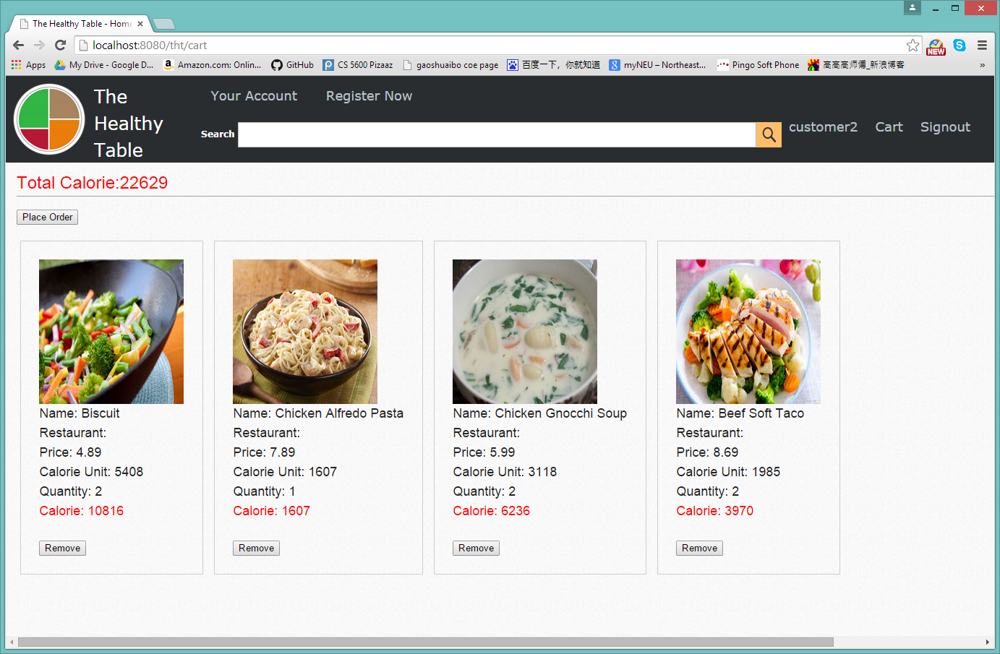 The Healthy Table - Hom
localhost:8080/tht/cart
NEW
Apps My Drive - Google D... Amazon.com: Onlin... GitHub CS 5600 Pizaaz gaoshuaibo coe page 百度一下，你就知道 myNEU – Northeast... Pingo Soft Phone 高高高师傅_新浪博客 »
The
Healthy
Table
Your Account Register Now
Search
customer2 Cart Signout
Total Calorie:22629
Place Order
Name: Biscuit
Restaurant:
Price: 4.89
Calorie Unit: 5408
Quantity: 2
Calorie: 10816
Remove
Name: Chicken Alfredo Pasta
Restaurant:
Price: 7.89
Calorie Unit: 1607
Quantity: 1
Calorie: 1607
Remove
Name: Chicken Gnocchi Soup
Restaurant:
Price: 5.99
Calorie Unit: 3118
Quantity: 2
Calorie: 6236
Remove
Name: Beef Soft Taco
Restaurant:
Price: 8.69
Calorie Unit: 1985
Quantity: 2
Calorie: 3970
Remove